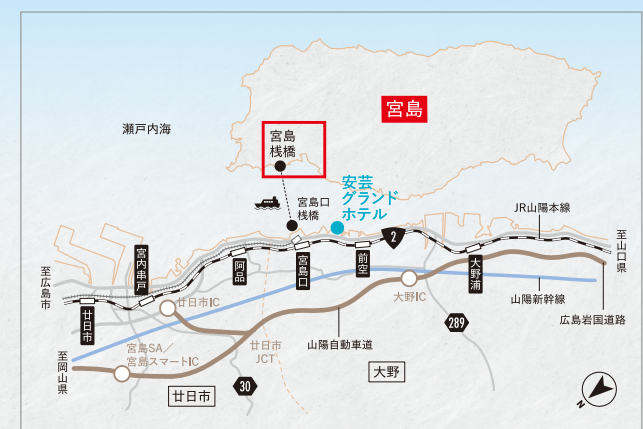 宮島
瀬戸内海
宮島
桟橋
安芸
グランド
ホテル
宮島口
桟橋
JR山陽本線
2
至山口県
宮内串戸
阿品
宮島口
前空
大野浦
至広島市
廿日市
廿日市IC
大野IC
山陽新幹線
広島岩国道路
289
山陽自動車道
廿日市
JCT
宮島SA/
宮島スマートIC
至岡山県
30
廿日市
大野
N